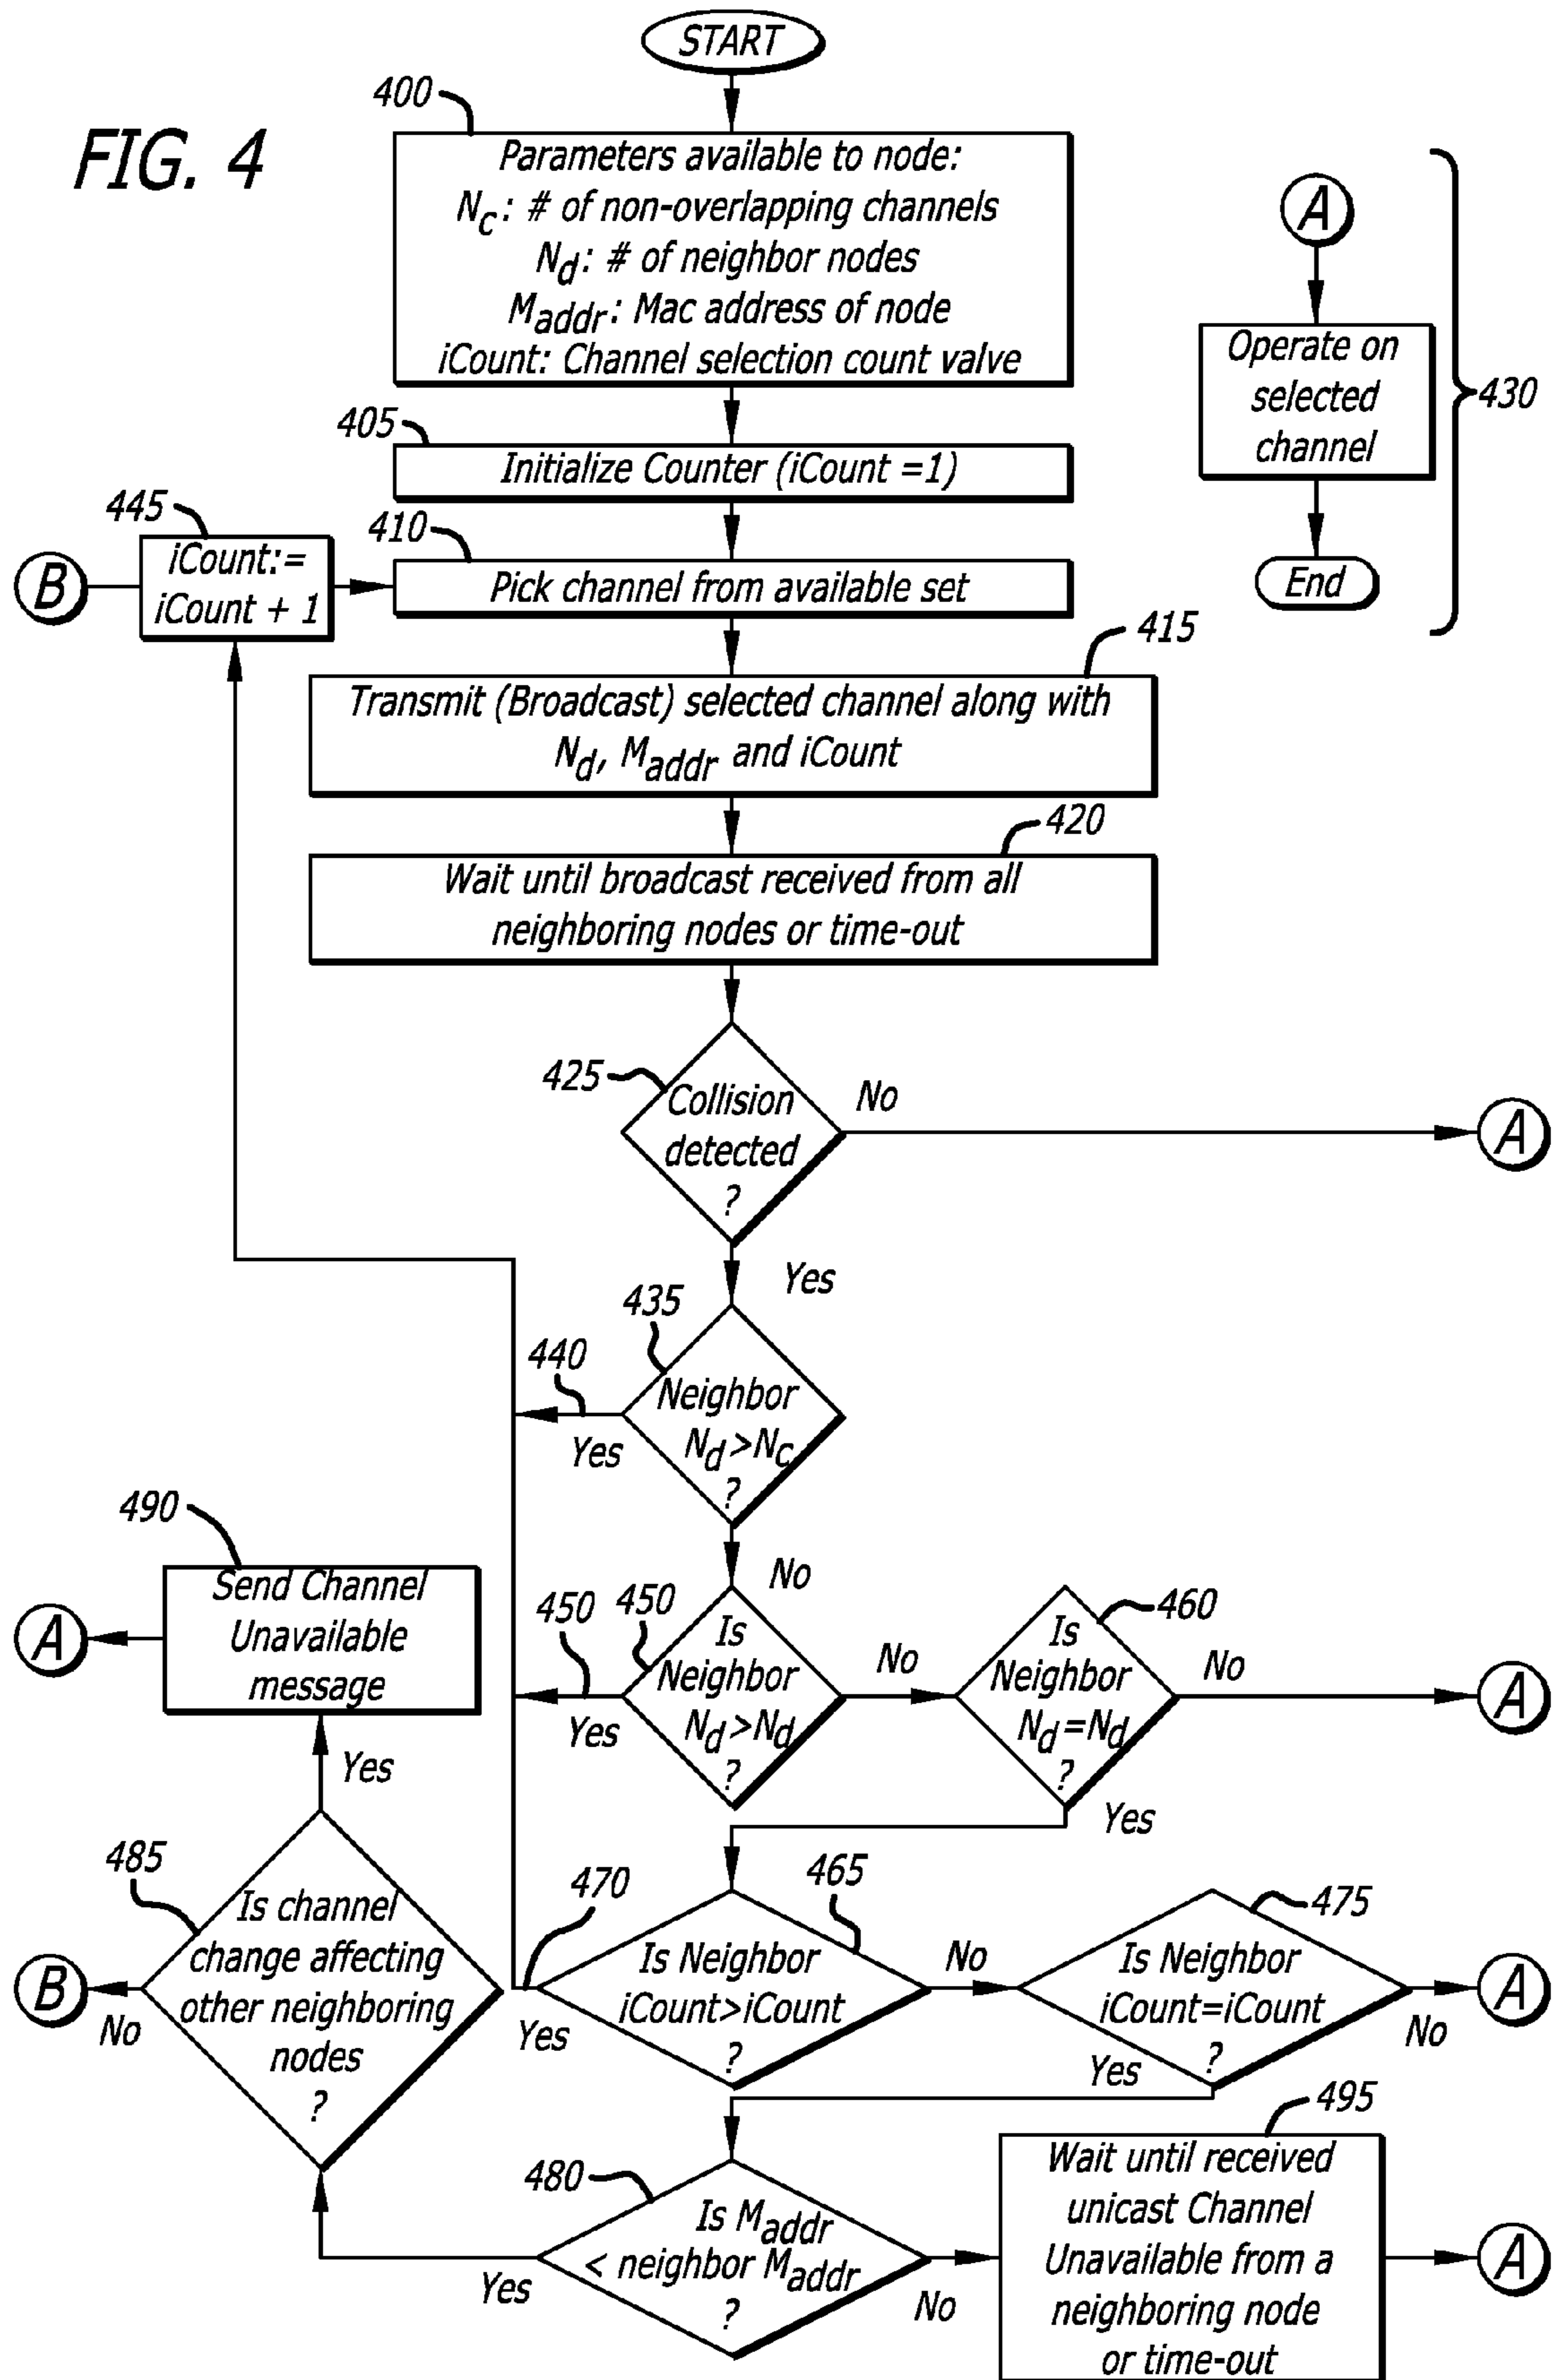 START
400
FIG. 4
Parameters available to node:
Nc: # of non-overlapping channels
Nd: # of neighbor nodes
Maddr: Mac address of node
iCount: Channel selection count valve
A
Operate on
selected
channel
End
430
405
Initialize Counter (iCount =1)
445
B
iCount:=
iCount + 1
410
Pick channel from available set
415
Transmit (Broadcast) selected channel along with
Nd, Maddr and iCount
420
Wait until broadcast received from all
neighboring nodes or time-out
425
Collision
detected
?
No
A
Yes
435
440
Neighbor
Nd>Nc
?
Yes
No
490
Send Channel
Unavailable
message
A
Yes
450
450
Is
Neighbor
Nd>Nd
?
Yes
No
460
Is
Neighbor
Nd=Nd
?
No
A
Yes
485
Is channel
change affecting
other neighboring
nodes
?
B
No
470
465
Is Neighbor
iCount>iCount
?
Yes
No
475
Is Neighbor
iCount=iCount
?
No
A
Yes
480
Is Maddr
< neighbor Maddr
?
Yes
No
495
Wait until received
unicast Channel
Unavailable from a
neighboring node
or time-out
A